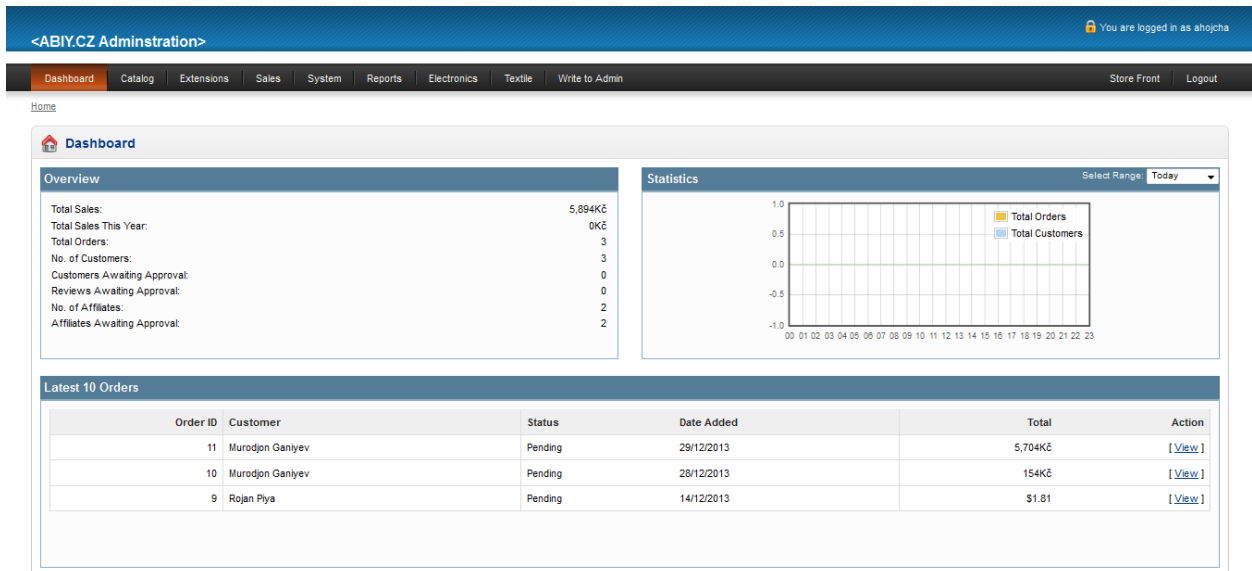 <ABIY.CZ Adminstration>
You are logged in as ahojcha
Dashboard Catalog Extensions Sales System Reports Electronics Textile Write to Admin Store Front Logout
Home
Dashboard
Overview
Total Sales: 5,894Kč
Total Sales This Year: 0Kč
Total Orders: 3
No. of Customers: 3
Customers Awaiting Approval: 0
Reviews Awaiting Approval: 0
No. of Affiliates: 2
Affiliates Awaiting Approval: 2
Statistics Select Range: Today
1.0
0.5
0.0
-0.5
-1.0
Total Orders
Total Customers
00 01 02 03 04 05 06 07 08 09 10 11 12 13 14 15 16 17 18 19 20 21 22 23
Latest 10 Orders
Order ID Customer Status Date Added Total Action
11 Murodjon Ganiyev Pending 29/12/2013 5,704Kč [ View ]
10 Murodjon Ganiyev Pending 28/12/2013 154Kč [ View ]
9 Rojan Piya Pending 14/12/2013 $1.81 [ View ]